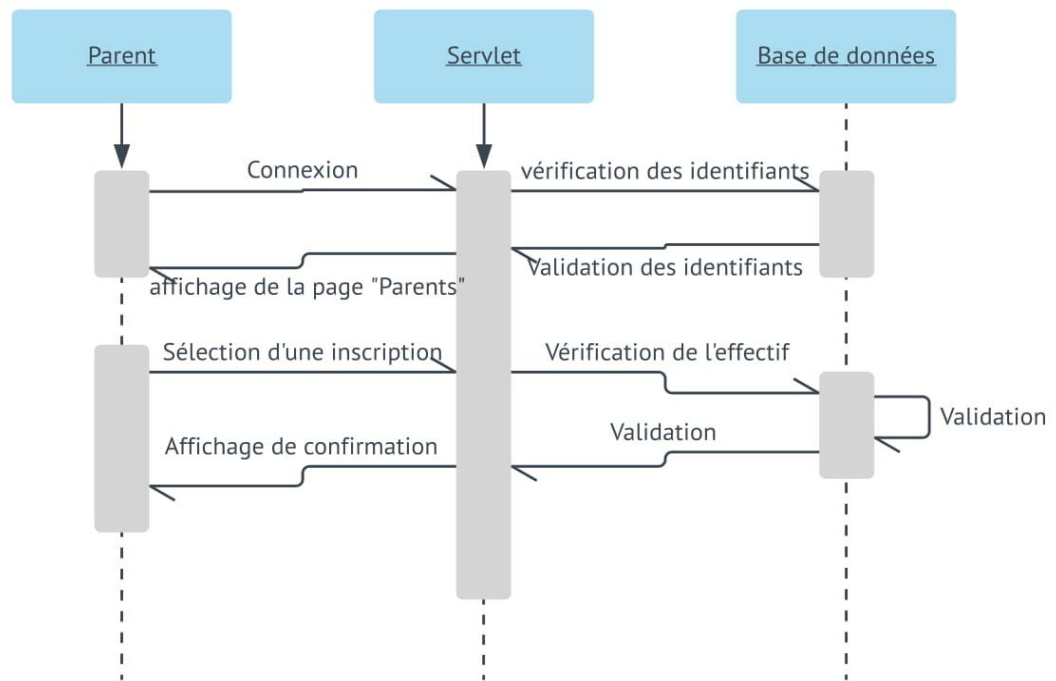 Parent
Servlet
Base de données
Connexion
vérification des identifiants
Validation des identifiants
affichage de la page "Parents"
Sélection d'une inscription
Vérification de l'effectif
Validation
Validation
Affichage de confirmation